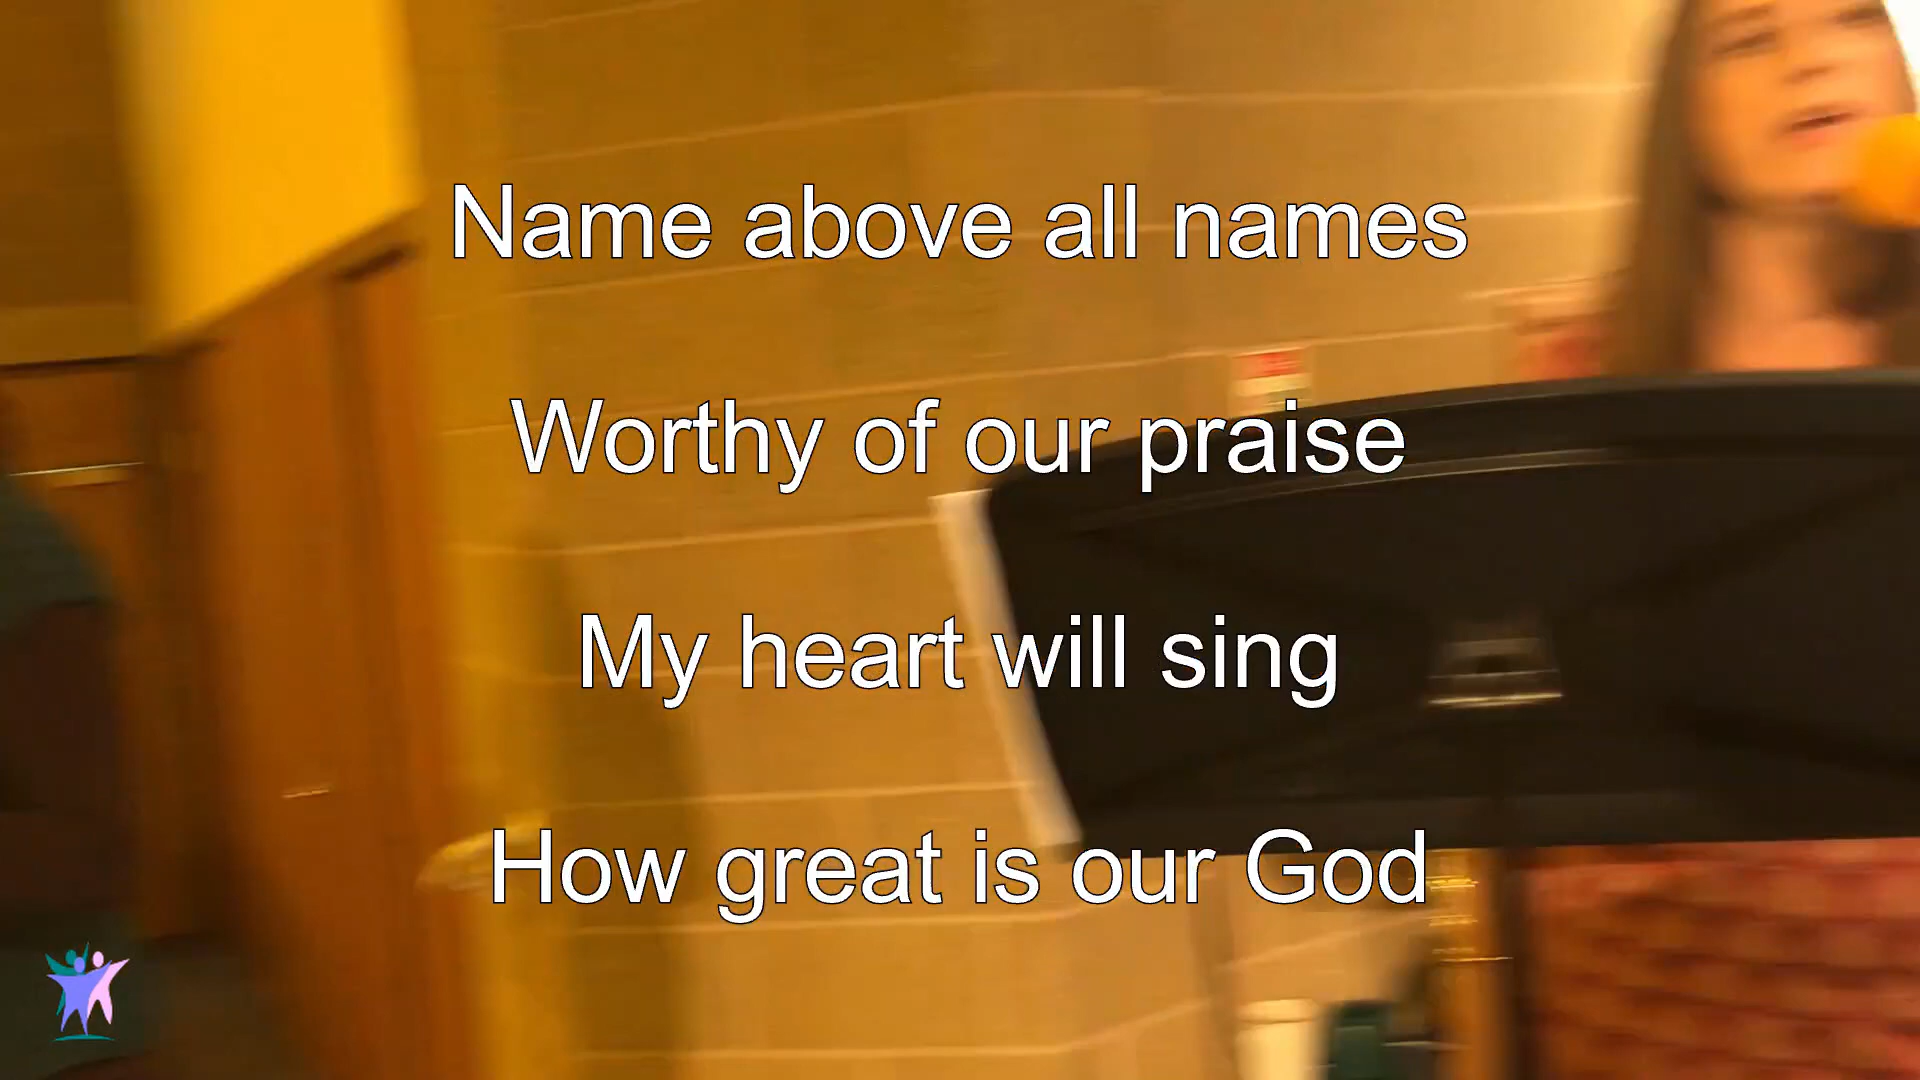 Name above all names
Worthy of our praise
My heart will sing
How great is our God